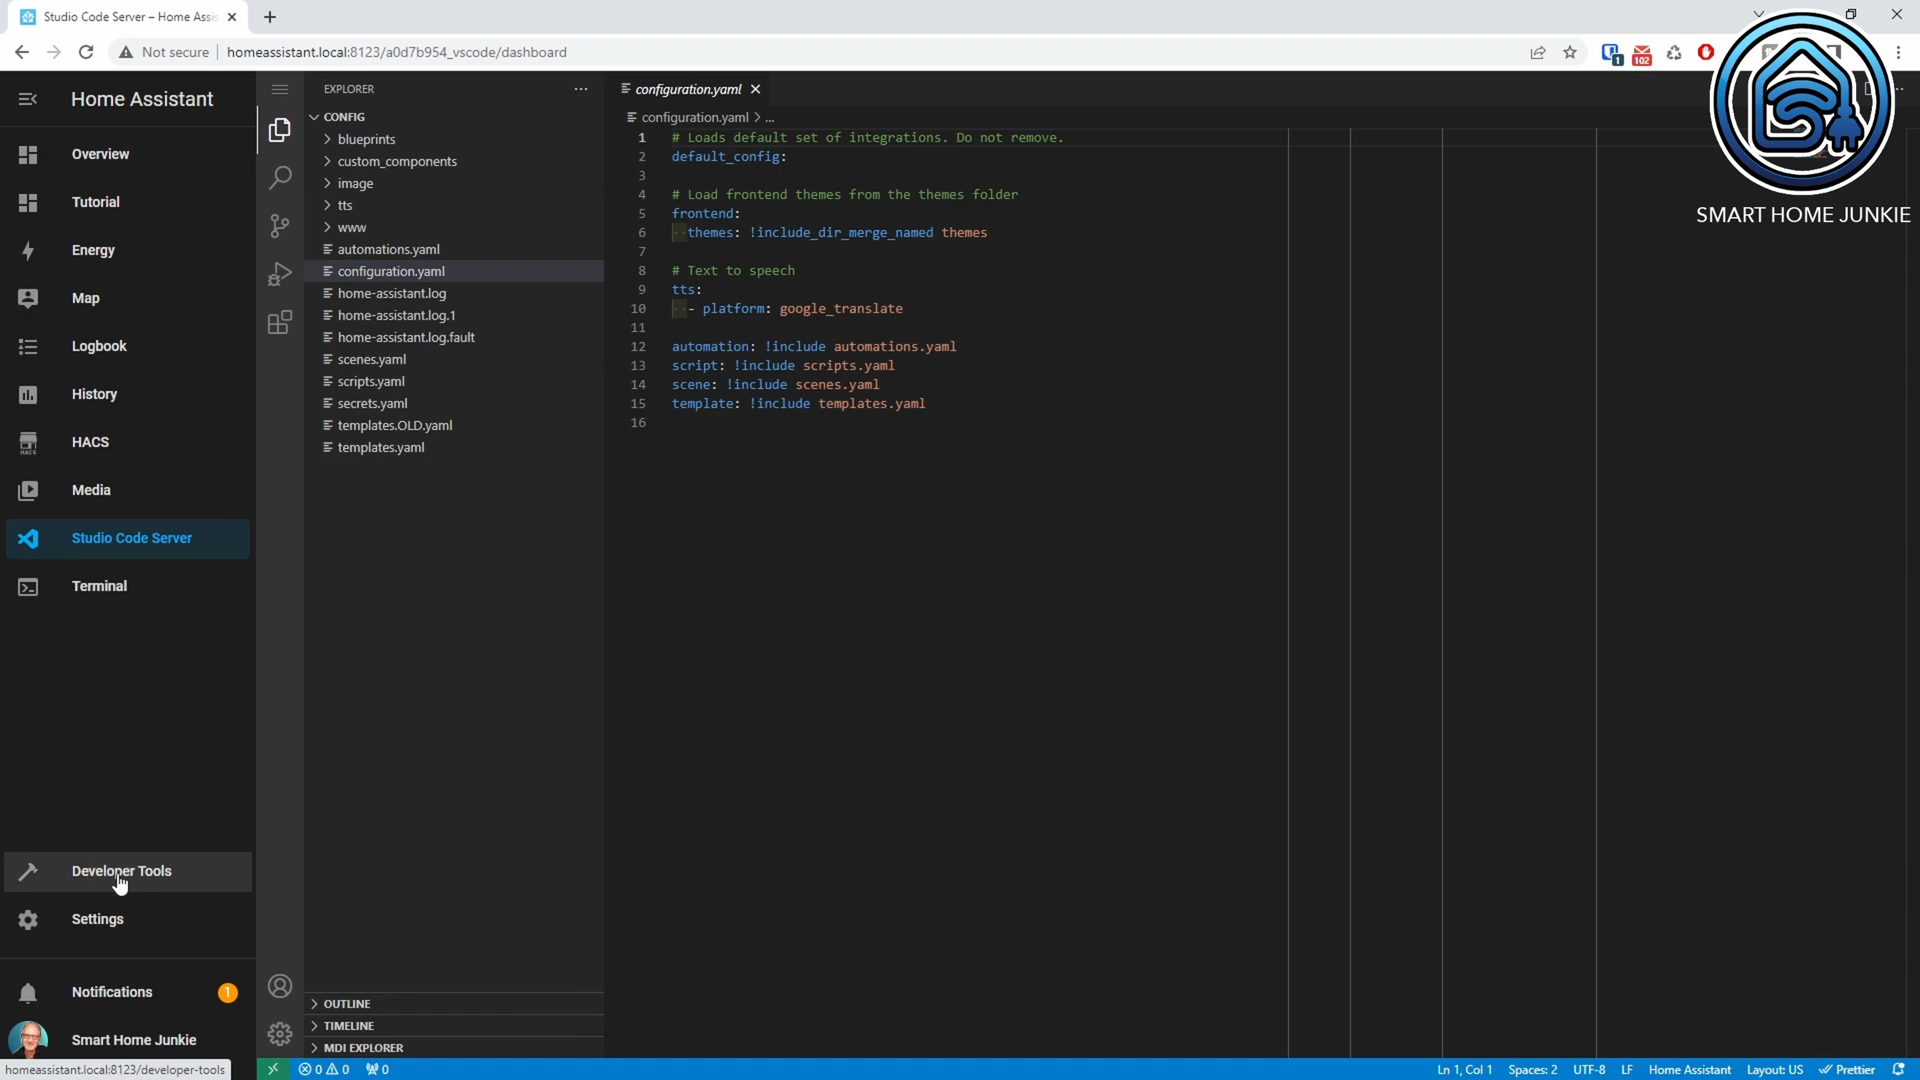 Studio Code Server – Home Assis
Not secure
homeassistant.local:8123/a0d7b954_vscode/dashboard
1
102
SMART HOME JUNKIE
Home Assistant
Overview
Tutorial
Energy
Map
Logbook
History
HACS
HACS
Media
Studio Code Server
Terminal
Developer Tools
Settings
Notifications
1
Smart Home Junkie
homeassistant.local:8123/developer-tools
EXPLORER
CONFIG
blueprints
custom_components
image
tts
www
automations.yaml
configuration.yaml
home-assistant.log
home-assistant.log.1
home-assistant.log.fault
scenes.yaml
scripts.yaml
secrets.yaml
templates.OLD.yaml
templates.yaml
OUTLINE
TIMELINE
MDI EXPLORER
configuration.yaml
configuration.yaml > ...
1 # Loads default set of integrations. Do not remove.
2 default_config:
3
4 # Load frontend themes from the themes folder
5 frontend:
6 themes: !include_dir_merge_named themes
7
8 # Text to speech
9 tts:
10 - platform: google_translate
11
12 automation: !include automations.yaml
13 script: !include scripts.yaml
14 scene: !include scenes.yaml
15 template: !include templates.yaml
16
0 0 0
Ln 1, Col 1 Spaces: 2 UTF-8 LF Home Assistant Layout: US Prettier